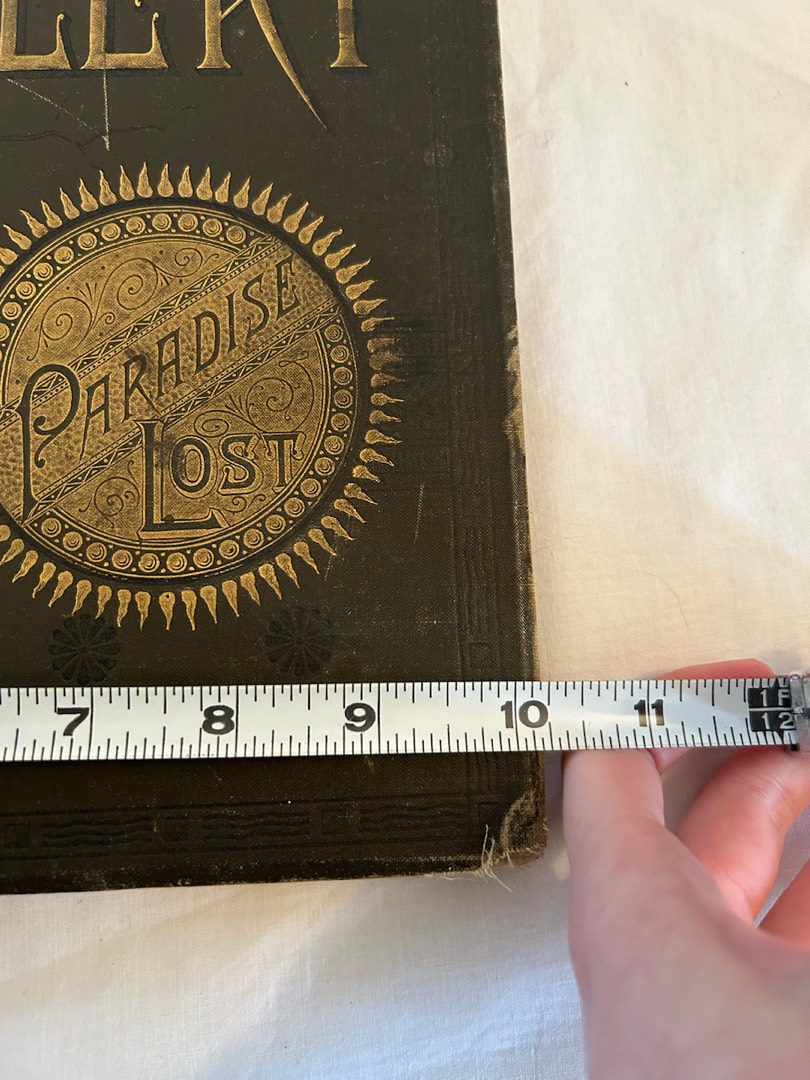 PARADISE
LOST
7 8 9 10 11 1F
12